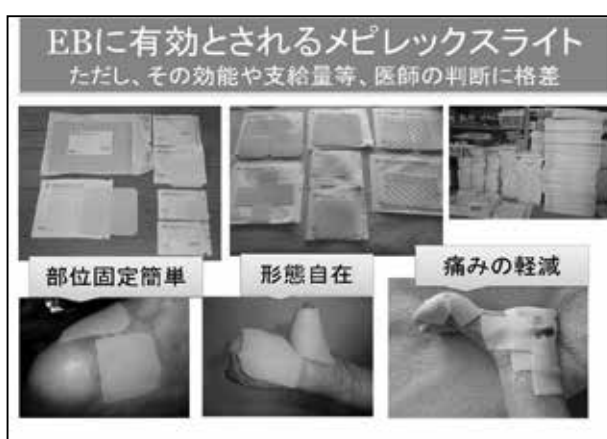 EBに有効とされるメピレックスライト
ただし、その効能や支給量等、医師の判断に格差
部位固定簡単
形態自在
痛みの軽減